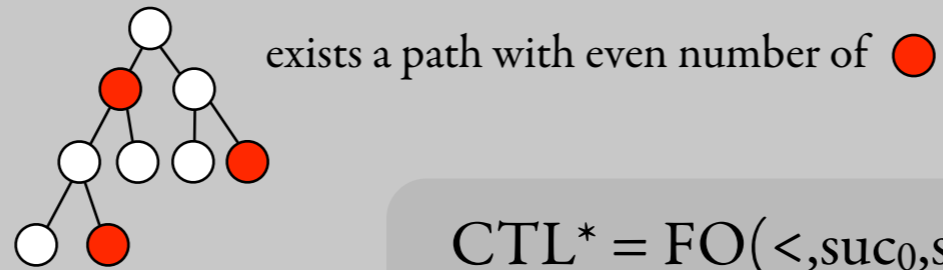 exists a path with even number of
CTL* = FO(<,suc₀,s